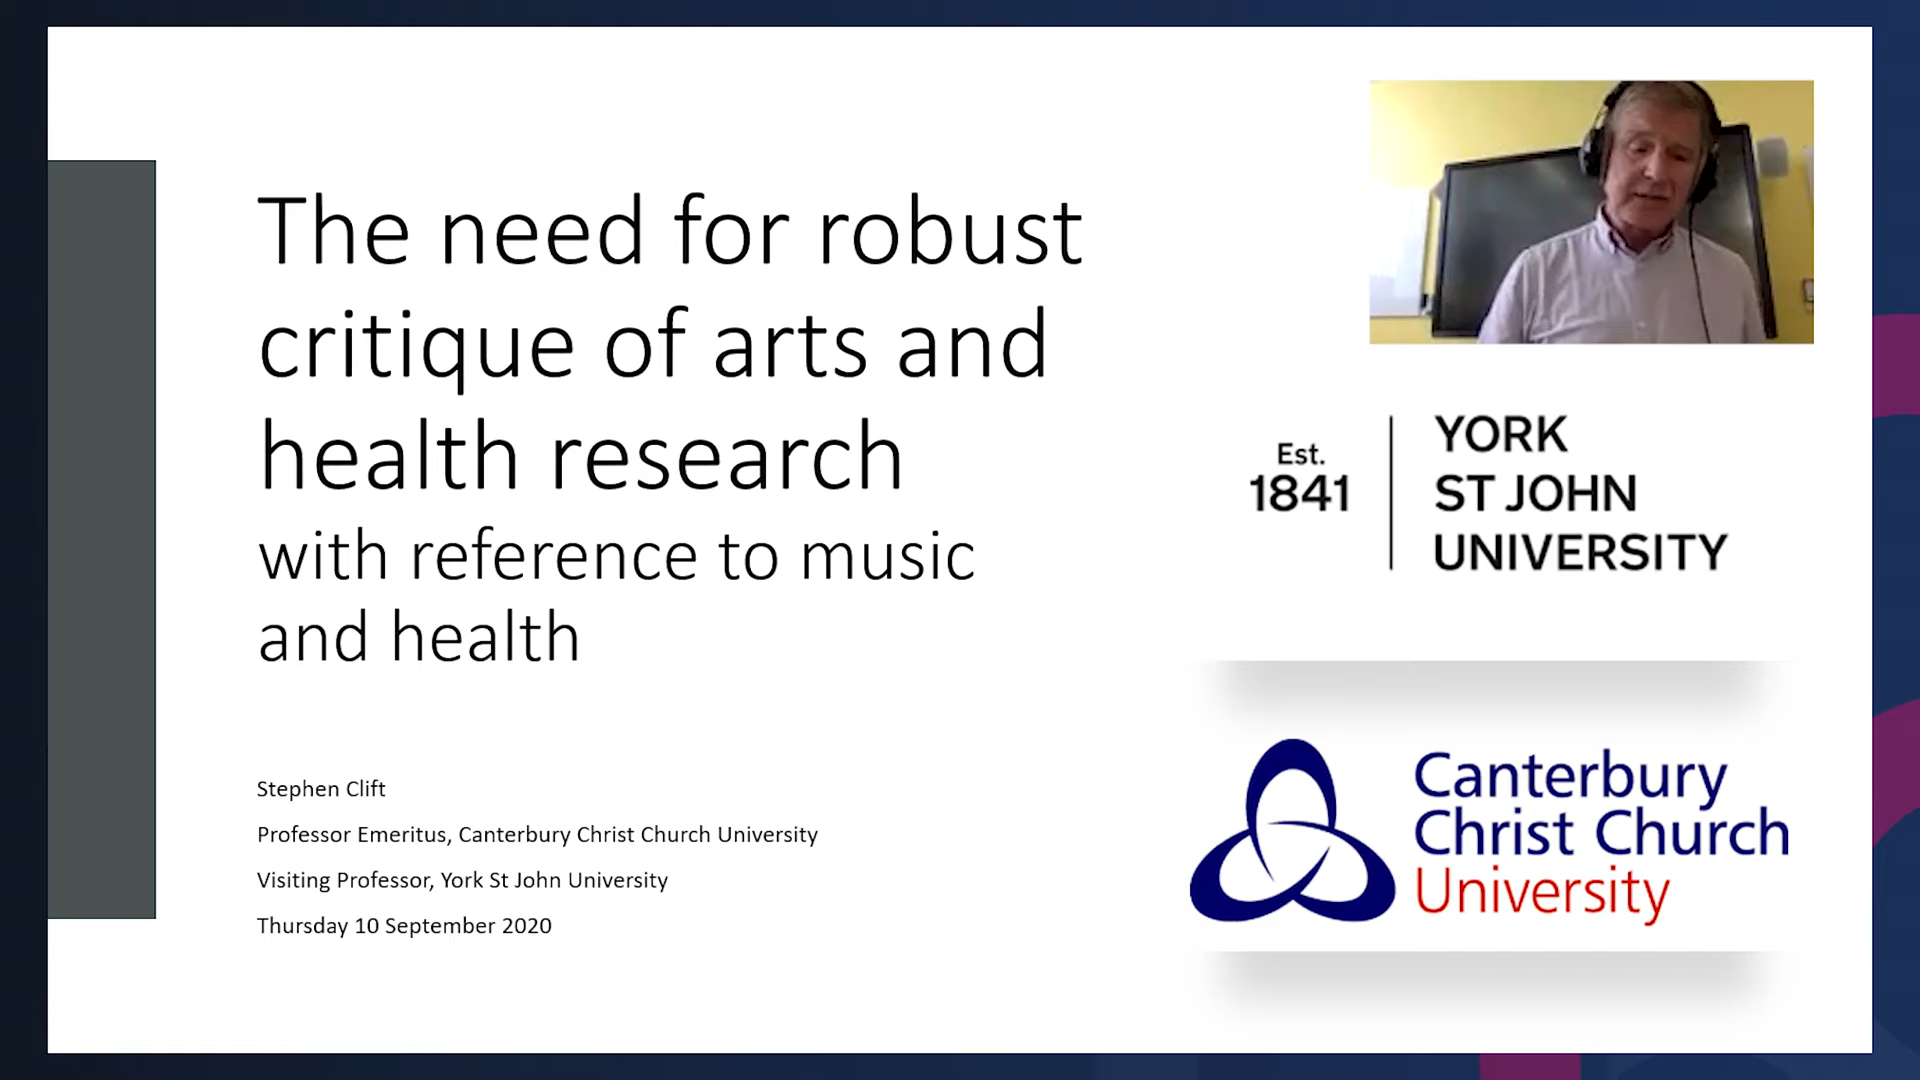 The need for robust
critique of arts and
health research
with reference to music
and health
Stephen Clift
Professor Emeritus, Canterbury Christ Church University
Visiting Professor, York St John University
Thursday 10 September 2020
Est.
1841
YORK
ST JOHN
UNIVERSITY
Canterbury
Christ Church
University